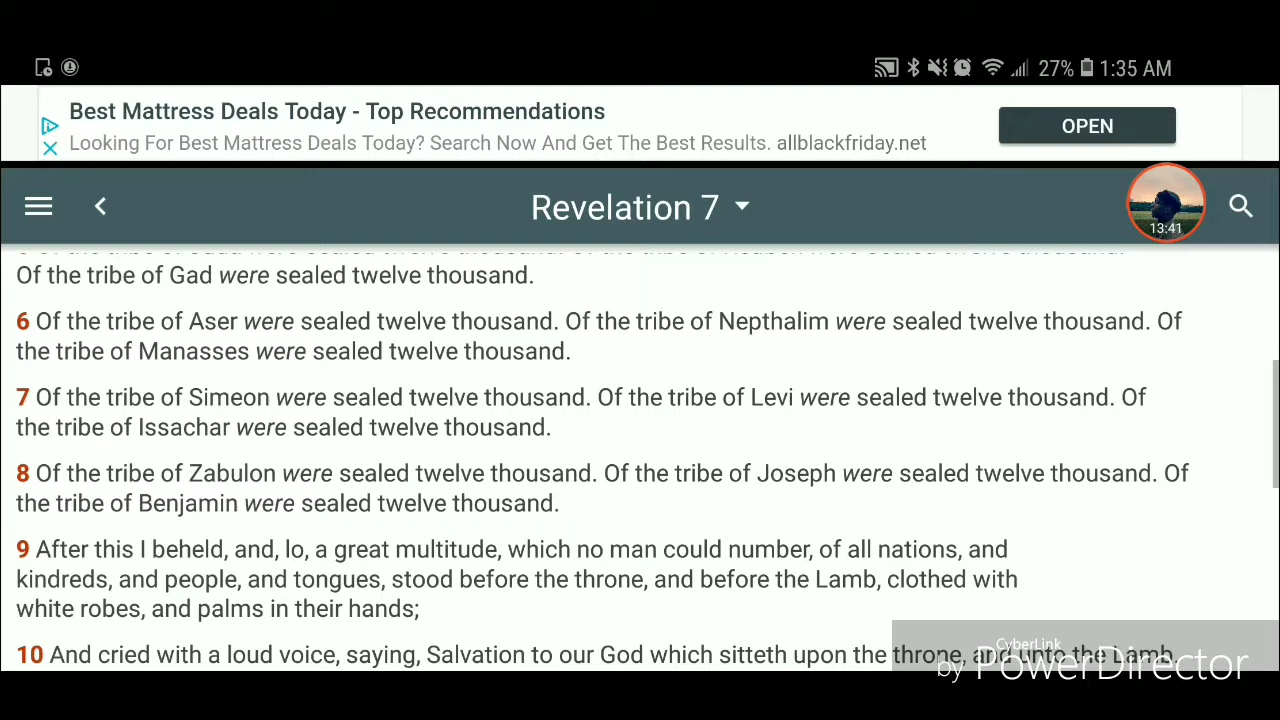 27% 1:35 AM
Best Mattress Deals Today - Top Recommendations
Looking For Best Mattress Deals Today? Search Now And Get The Best Results. allblackfriday.net
OPEN
Revelation 7
13:41
Of the tribe of Gad were sealed twelve thousand.
6 Of the tribe of Aser were sealed twelve thousand. Of the tribe of Nepthalim were sealed twelve thousand. Of
the tribe of Manasses were sealed twelve thousand.
7 Of the tribe of Simeon were sealed twelve thousand. Of the tribe of Levi were sealed twelve thousand. Of
the tribe of Issachar were sealed twelve thousand.
8 Of the tribe of Zabulon were sealed twelve thousand. Of the tribe of Joseph were sealed twelve thousand. Of
the tribe of Benjamin were sealed twelve thousand.
9 After this I beheld, and, lo, a great multitude, which no man could number, of all nations, and
kindreds, and people, and tongues, stood before the throne, and before the Lamb, clothed with
white robes, and palms in their hands;
10 And cried with a loud voice, saying, Salvation to our God which sitteth upon the throne, and unto the Lamb
CyberLink
by PowerDirector